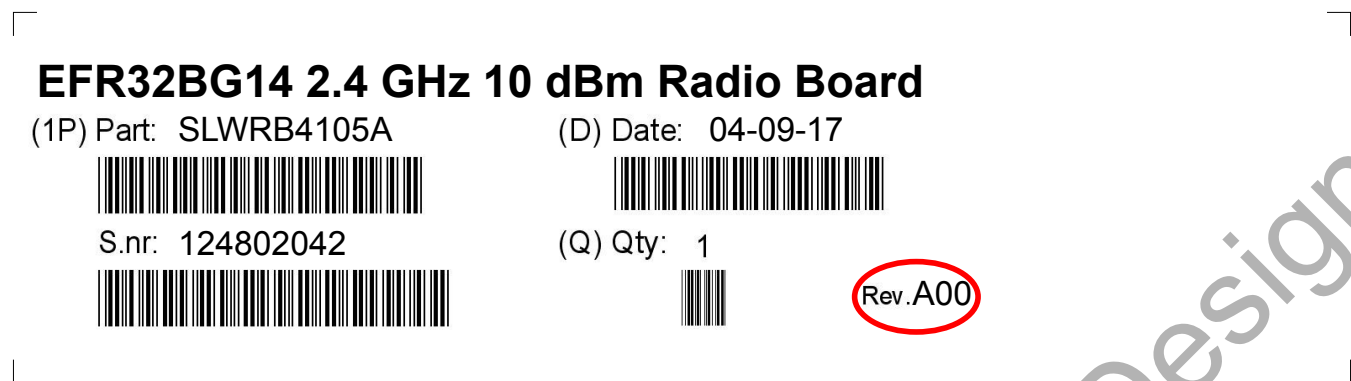 EFR32BG14 2.4 GHz 10 dBm Radio Board
(1P) Part: SLWRB4105A (D) Date: 04-09-17
S.nr: 124802042 (Q) Qty: 1
Rev.A00
Design